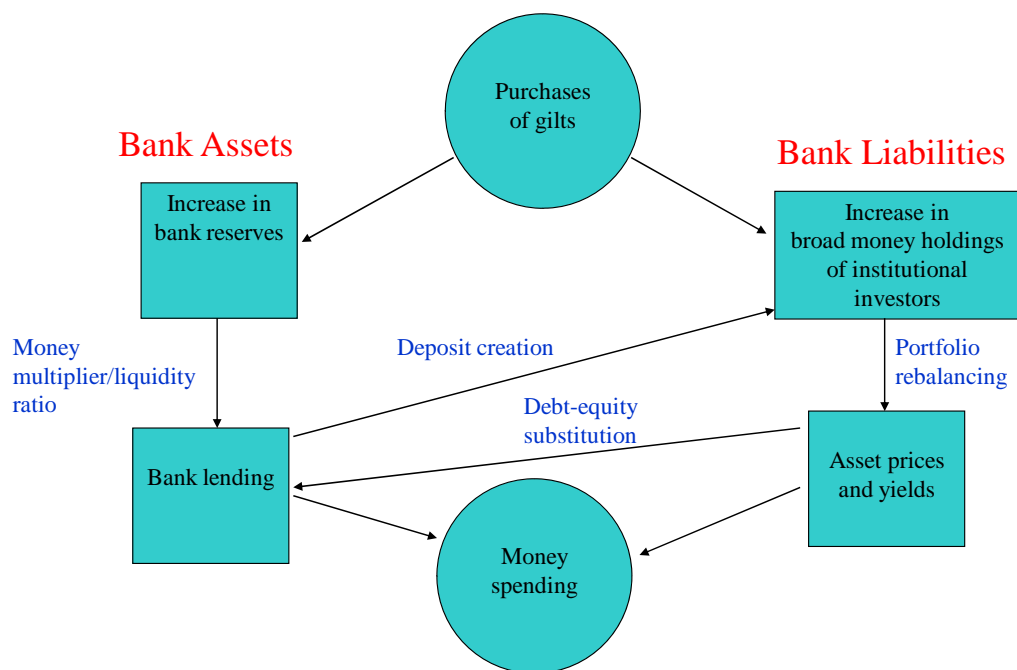 Purchases
of gilts
Bank Assets
Bank Liabilities
Increase in
bank reserves
Increase in
broad money holdings
of institutional
investors
Money
multiplier/liquidity
ratio
Deposit creation
Portfolio
rebalancing
Debt-equity
substitution
Bank lending
Asset prices
and yields
Money
spending